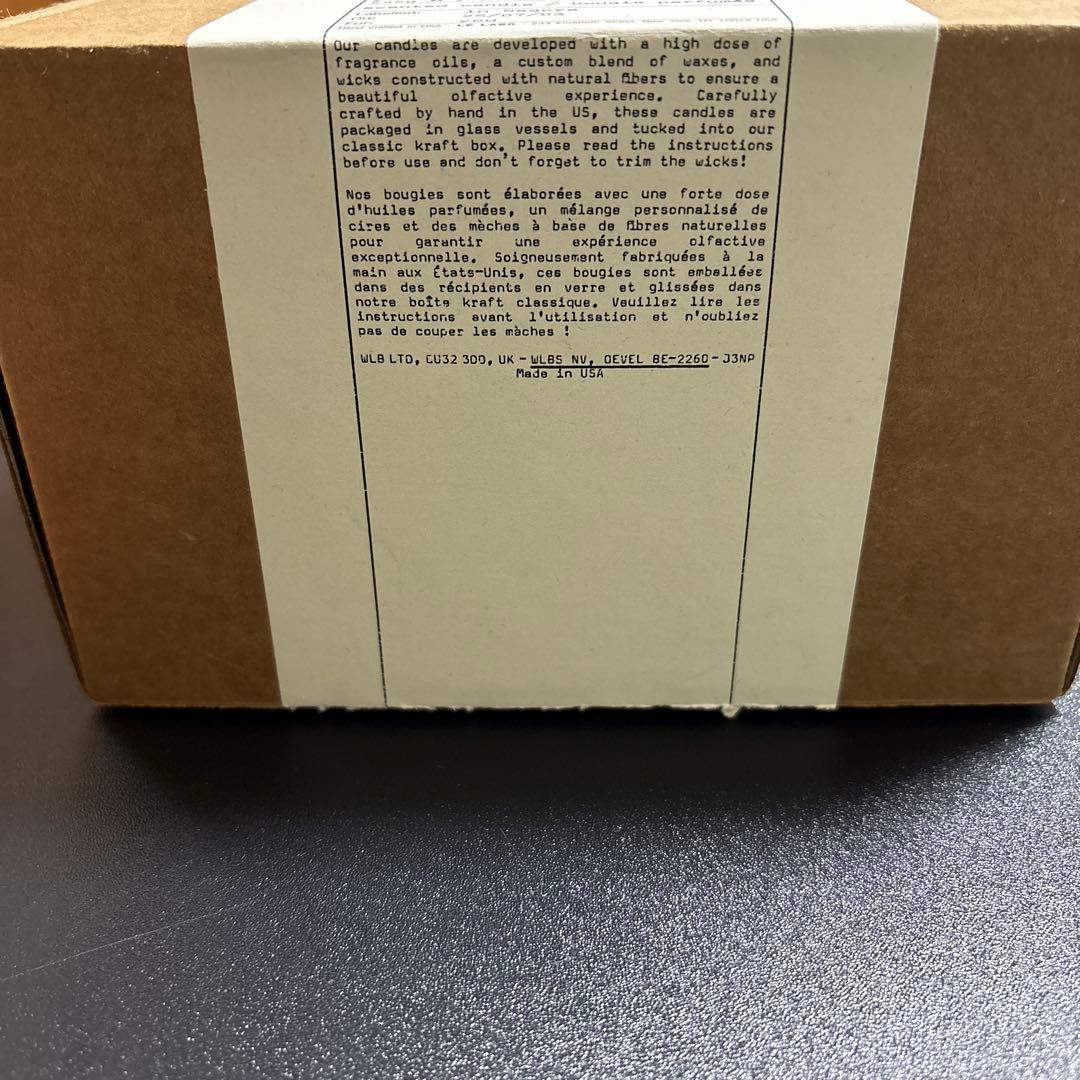 scented candle / bougie parfumée
25/07/03
Our candles are developed with a high dose of
fragrance oils, a custom blend of waxes, and
wicks constructed with natural fibers to ensure a
beautiful olfactive experience. Carefully
crafted by hand in the US, these candles are
packaged in glass vessels and tucked into our
classic kraft box. Please read the instructions
before use and don't forget to trim the wicks!
Nos bougies sont élaborées avec une forte dose
d'huiles parfumées, un mélange personnalisé de
cires et des mèches à base de fibres naturelles
pour garantir une expérience olfactive
exceptionnelle. Soigneusement fabriquées à la
main aux États-Unis, ces bougies sont emballées
dans des récipients en verre et glissées dans
notre boîte kraft classique. Veuillez lire les
instructions avant l'utilisation et n'oubliez
pas de couper les mèches !
WLB LTD, GU32 3DD, UK - WLBS NV, OEVEL BE-2260 - J3NP
Made in USA